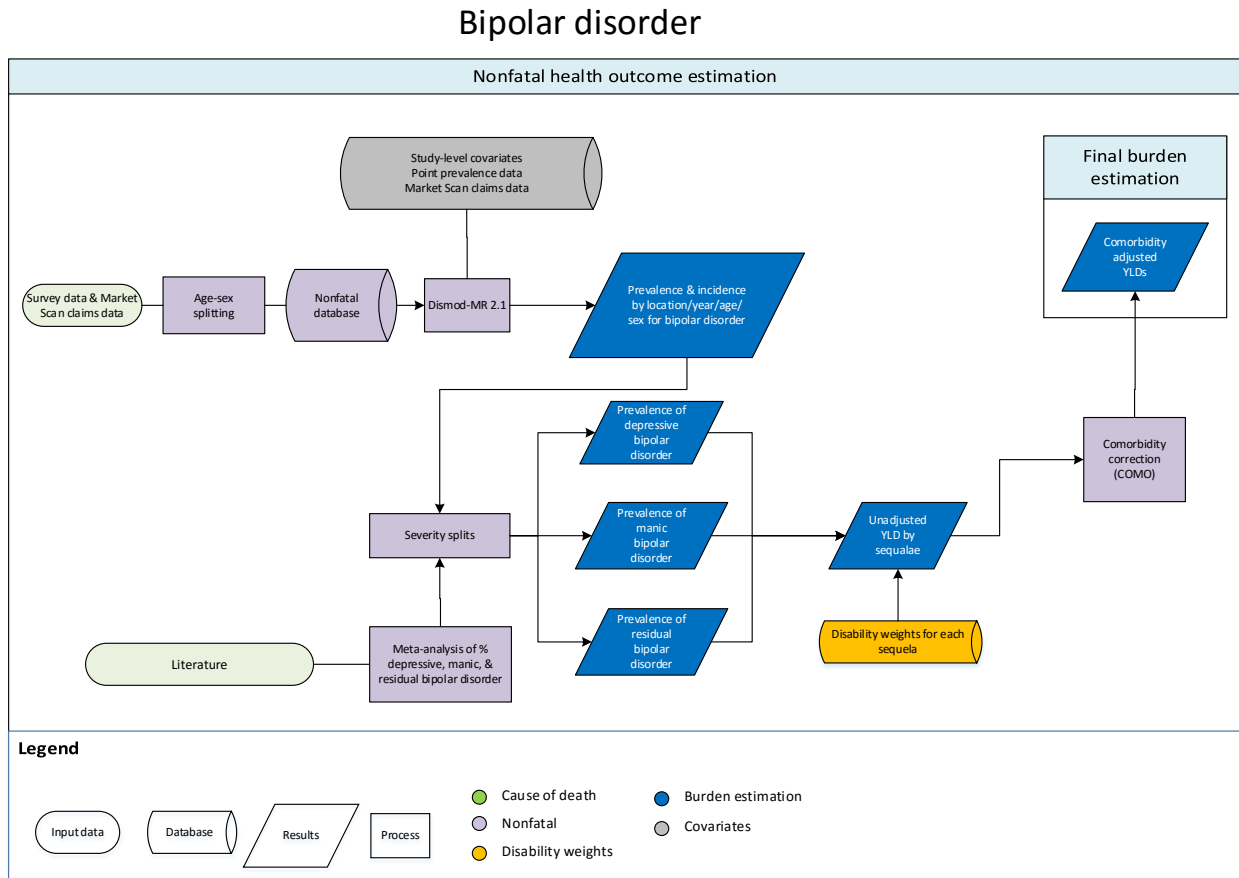 Bipolar disorder
Nonfatal health outcome estimation
Study-level covariates
Point prevalence data
Market Scan claims data
Final burden
estimation
Comorbidity
adjusted
YLDs
Survey data & Market
Scan claims data
Age-sex
splitting
Nonfatal
database
Dismod-MR 2.1
Prevalence & incidence
by location/year/age/
sex for bipolar disorder
Prevalence of
depressive
bipolar
disorder
Comorbidity
correction
(COMO)
Severity splits
Prevalence of
manic
bipolar
disorder
Unadjusted
YLD by
sequalae
Literature
Meta-analysis of %
depressive, manic, &
residual bipolar disorder
Prevalence of
residual
bipolar
disorder
Disability weights for each
sequela
Legend
Input data
Database
Results
Process
Cause of death
Nonfatal
Disability weights
Burden estimation
Covariates